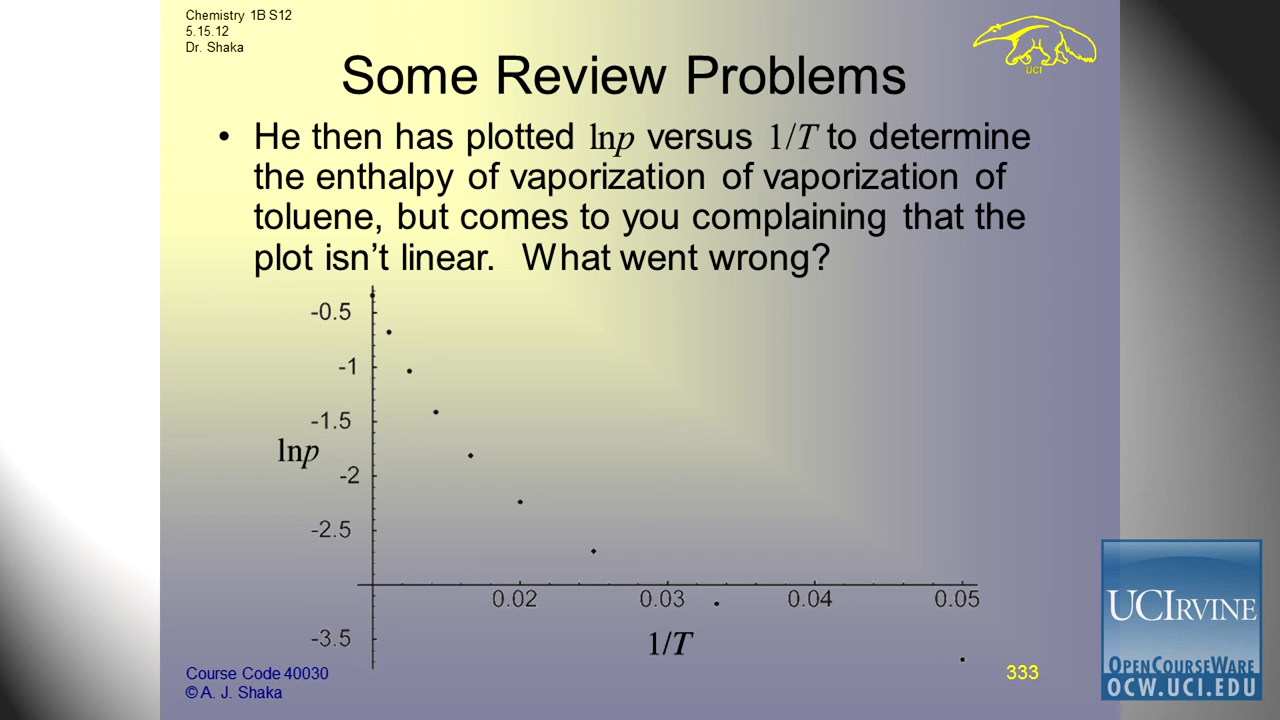 Chemistry 1B S12
5.15.12
Dr. Shaka
UCI
Some Review Problems
• He then has plotted lnp versus 1/T to determine
the enthalpy of vaporization of vaporization of
toluene, but comes to you complaining that the
plot isn't linear. What went wrong?
-0.5
-1
-1.5
lnp
-2
-2.5
0.02 0.03 0.04 0.05
-3.5
1/T
Course Code 40030
© A. J. Shaka
333
UCIRVINE
OPENCOURSEWARE
OCW.UCI.EDU